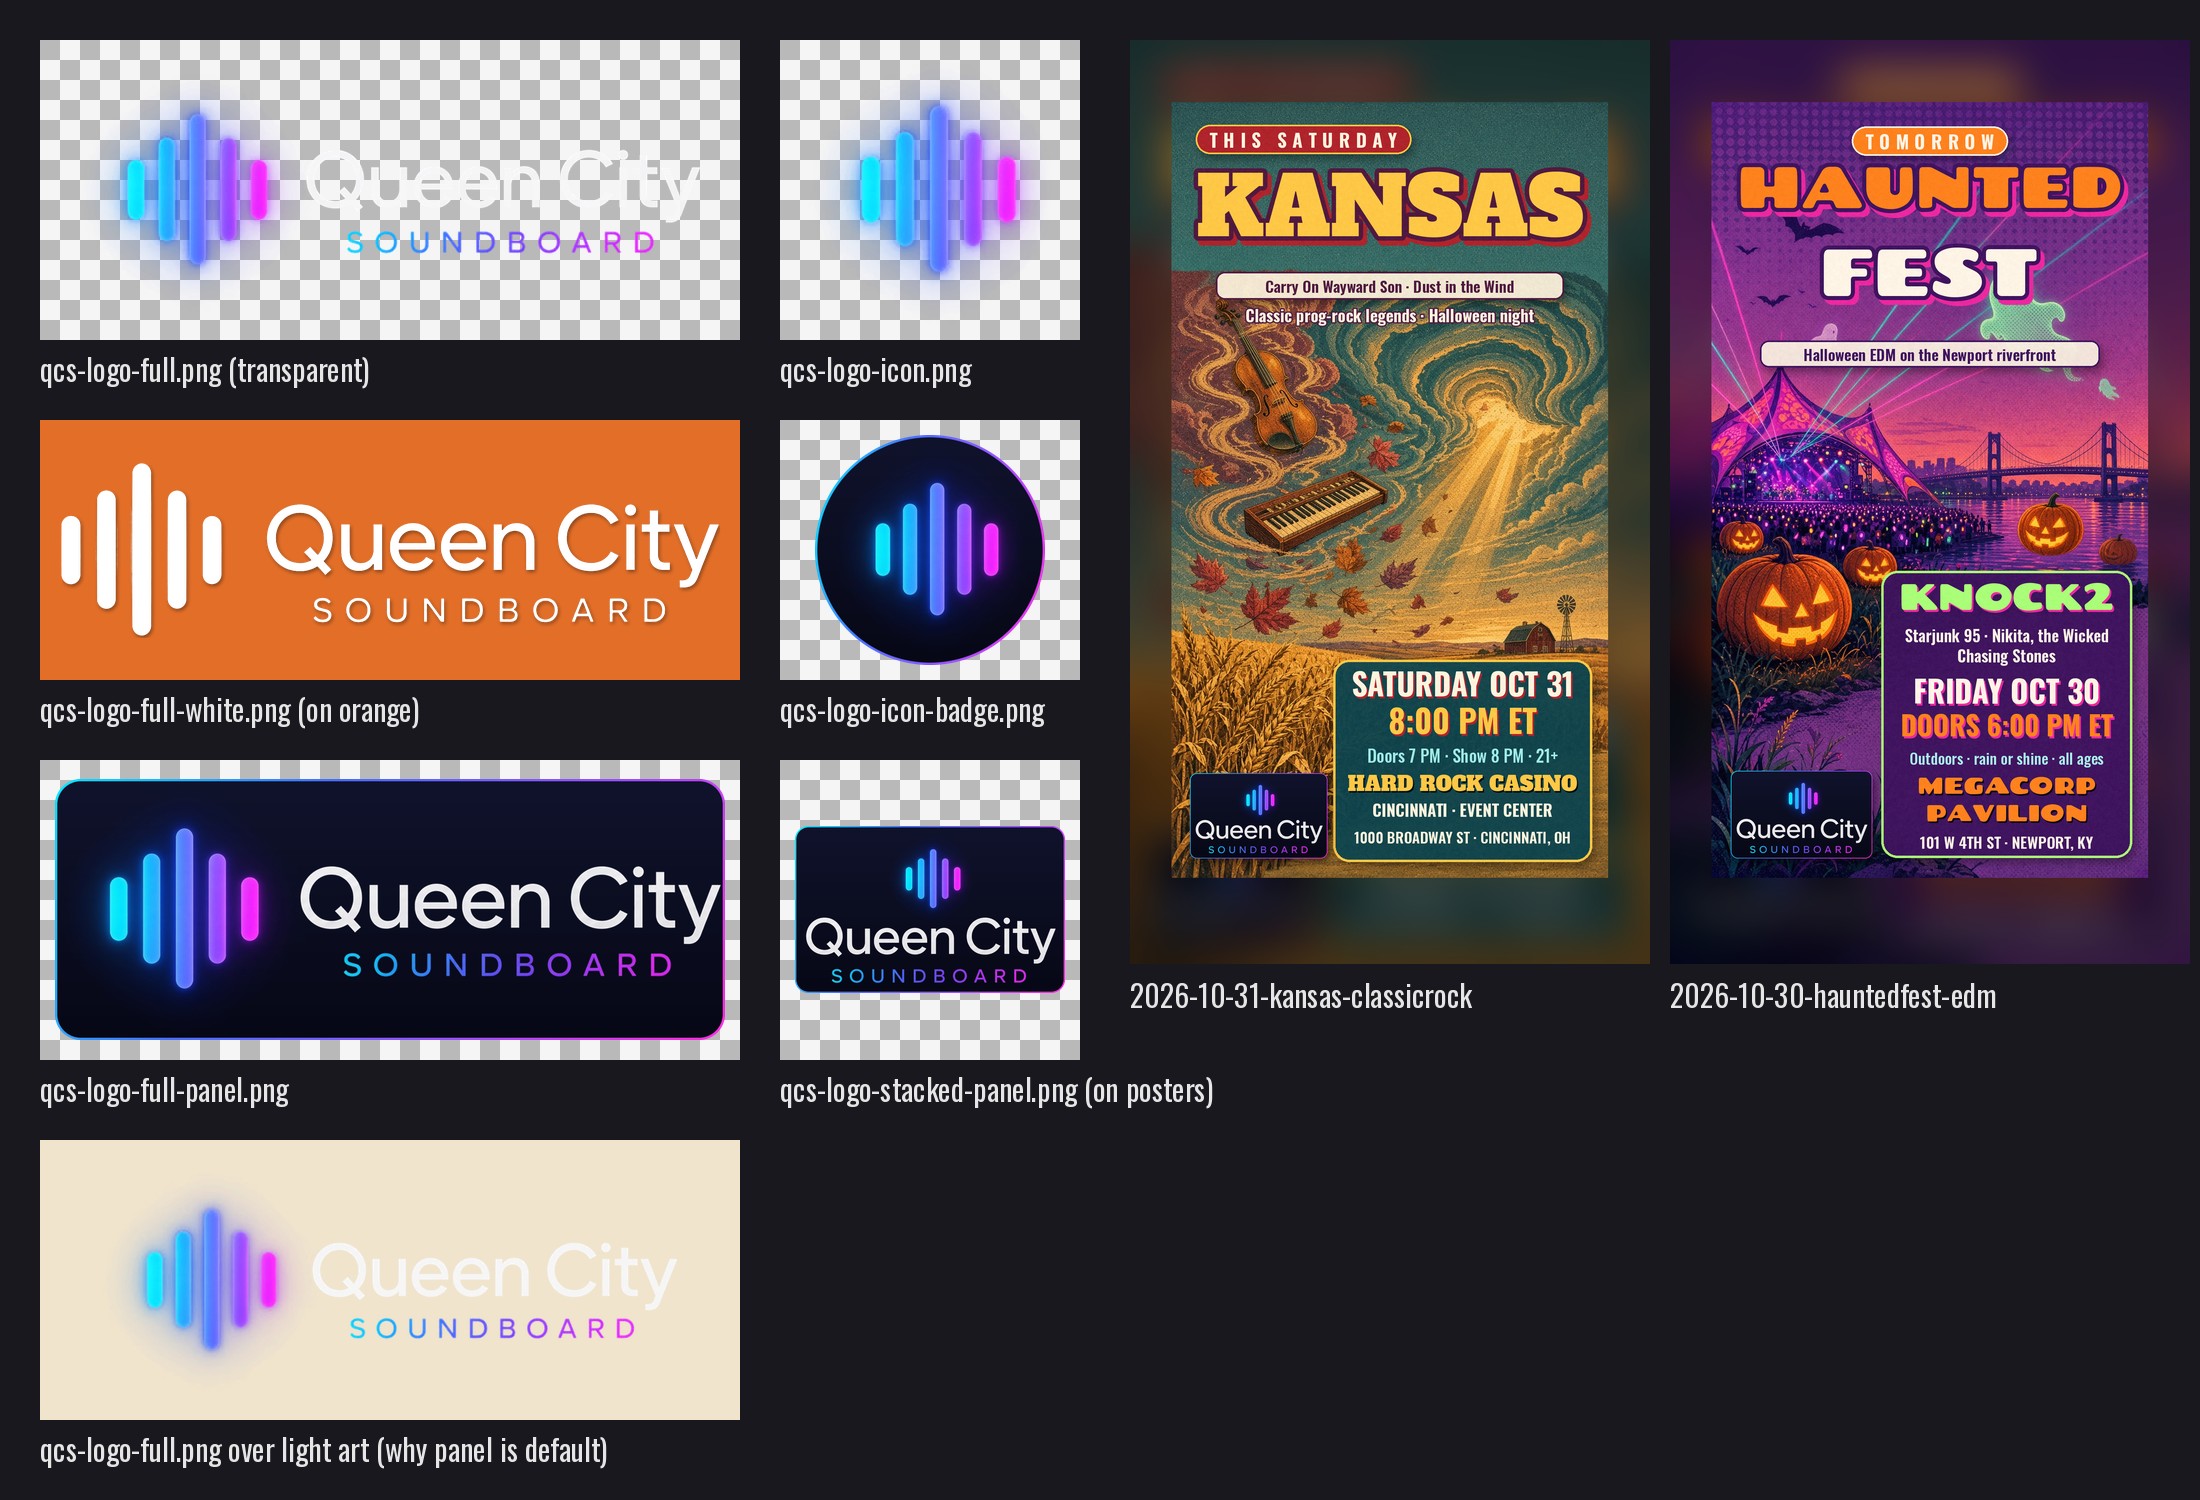 Queen City
SOUNDBOARD
qcs-logo-full.png (transparent)
qcs-logo-icon.png
Queen City
SOUNDBOARD
qcs-logo-full-white.png (on orange)
qcs-logo-icon-badge.png
Queen City
SOUNDBOARD
qcs-logo-full-panel.png
Queen City
SOUNDBOARD
qcs-logo-stacked-panel.png (on posters)
Queen City
SOUNDBOARD
qcs-logo-full.png over light art (why panel is default)
THIS SATURDAY
KANSAS
Carry On Wayward Son · Dust in the Wind
Classic prog-rock legends · Halloween night
SATURDAY OCT 31
8:00 PM ET
Doors 7 PM · Show 8 PM · 21+
HARD ROCK CASINO
CINCINNATI · EVENT CENTER
1000 BROADWAY ST · CINCINNATI, OH
Queen City
SOUNDBOARD
2026-10-31-kansas-classicrock
TOMORROW
HAUNTED
FEST
Halloween EDM on the Newport riverfront
KNOCK2
Starjunk 95 · Nikita, the Wicked
Chasing Stones
FRIDAY OCT 30
DOORS 6:00 PM ET
Outdoors · rain or shine · all ages
MEGACORP
PAVILION
101 W 4TH ST · NEWPORT, KY
Queen City
SOUNDBOARD
2026-10-30-hauntedfest-edm